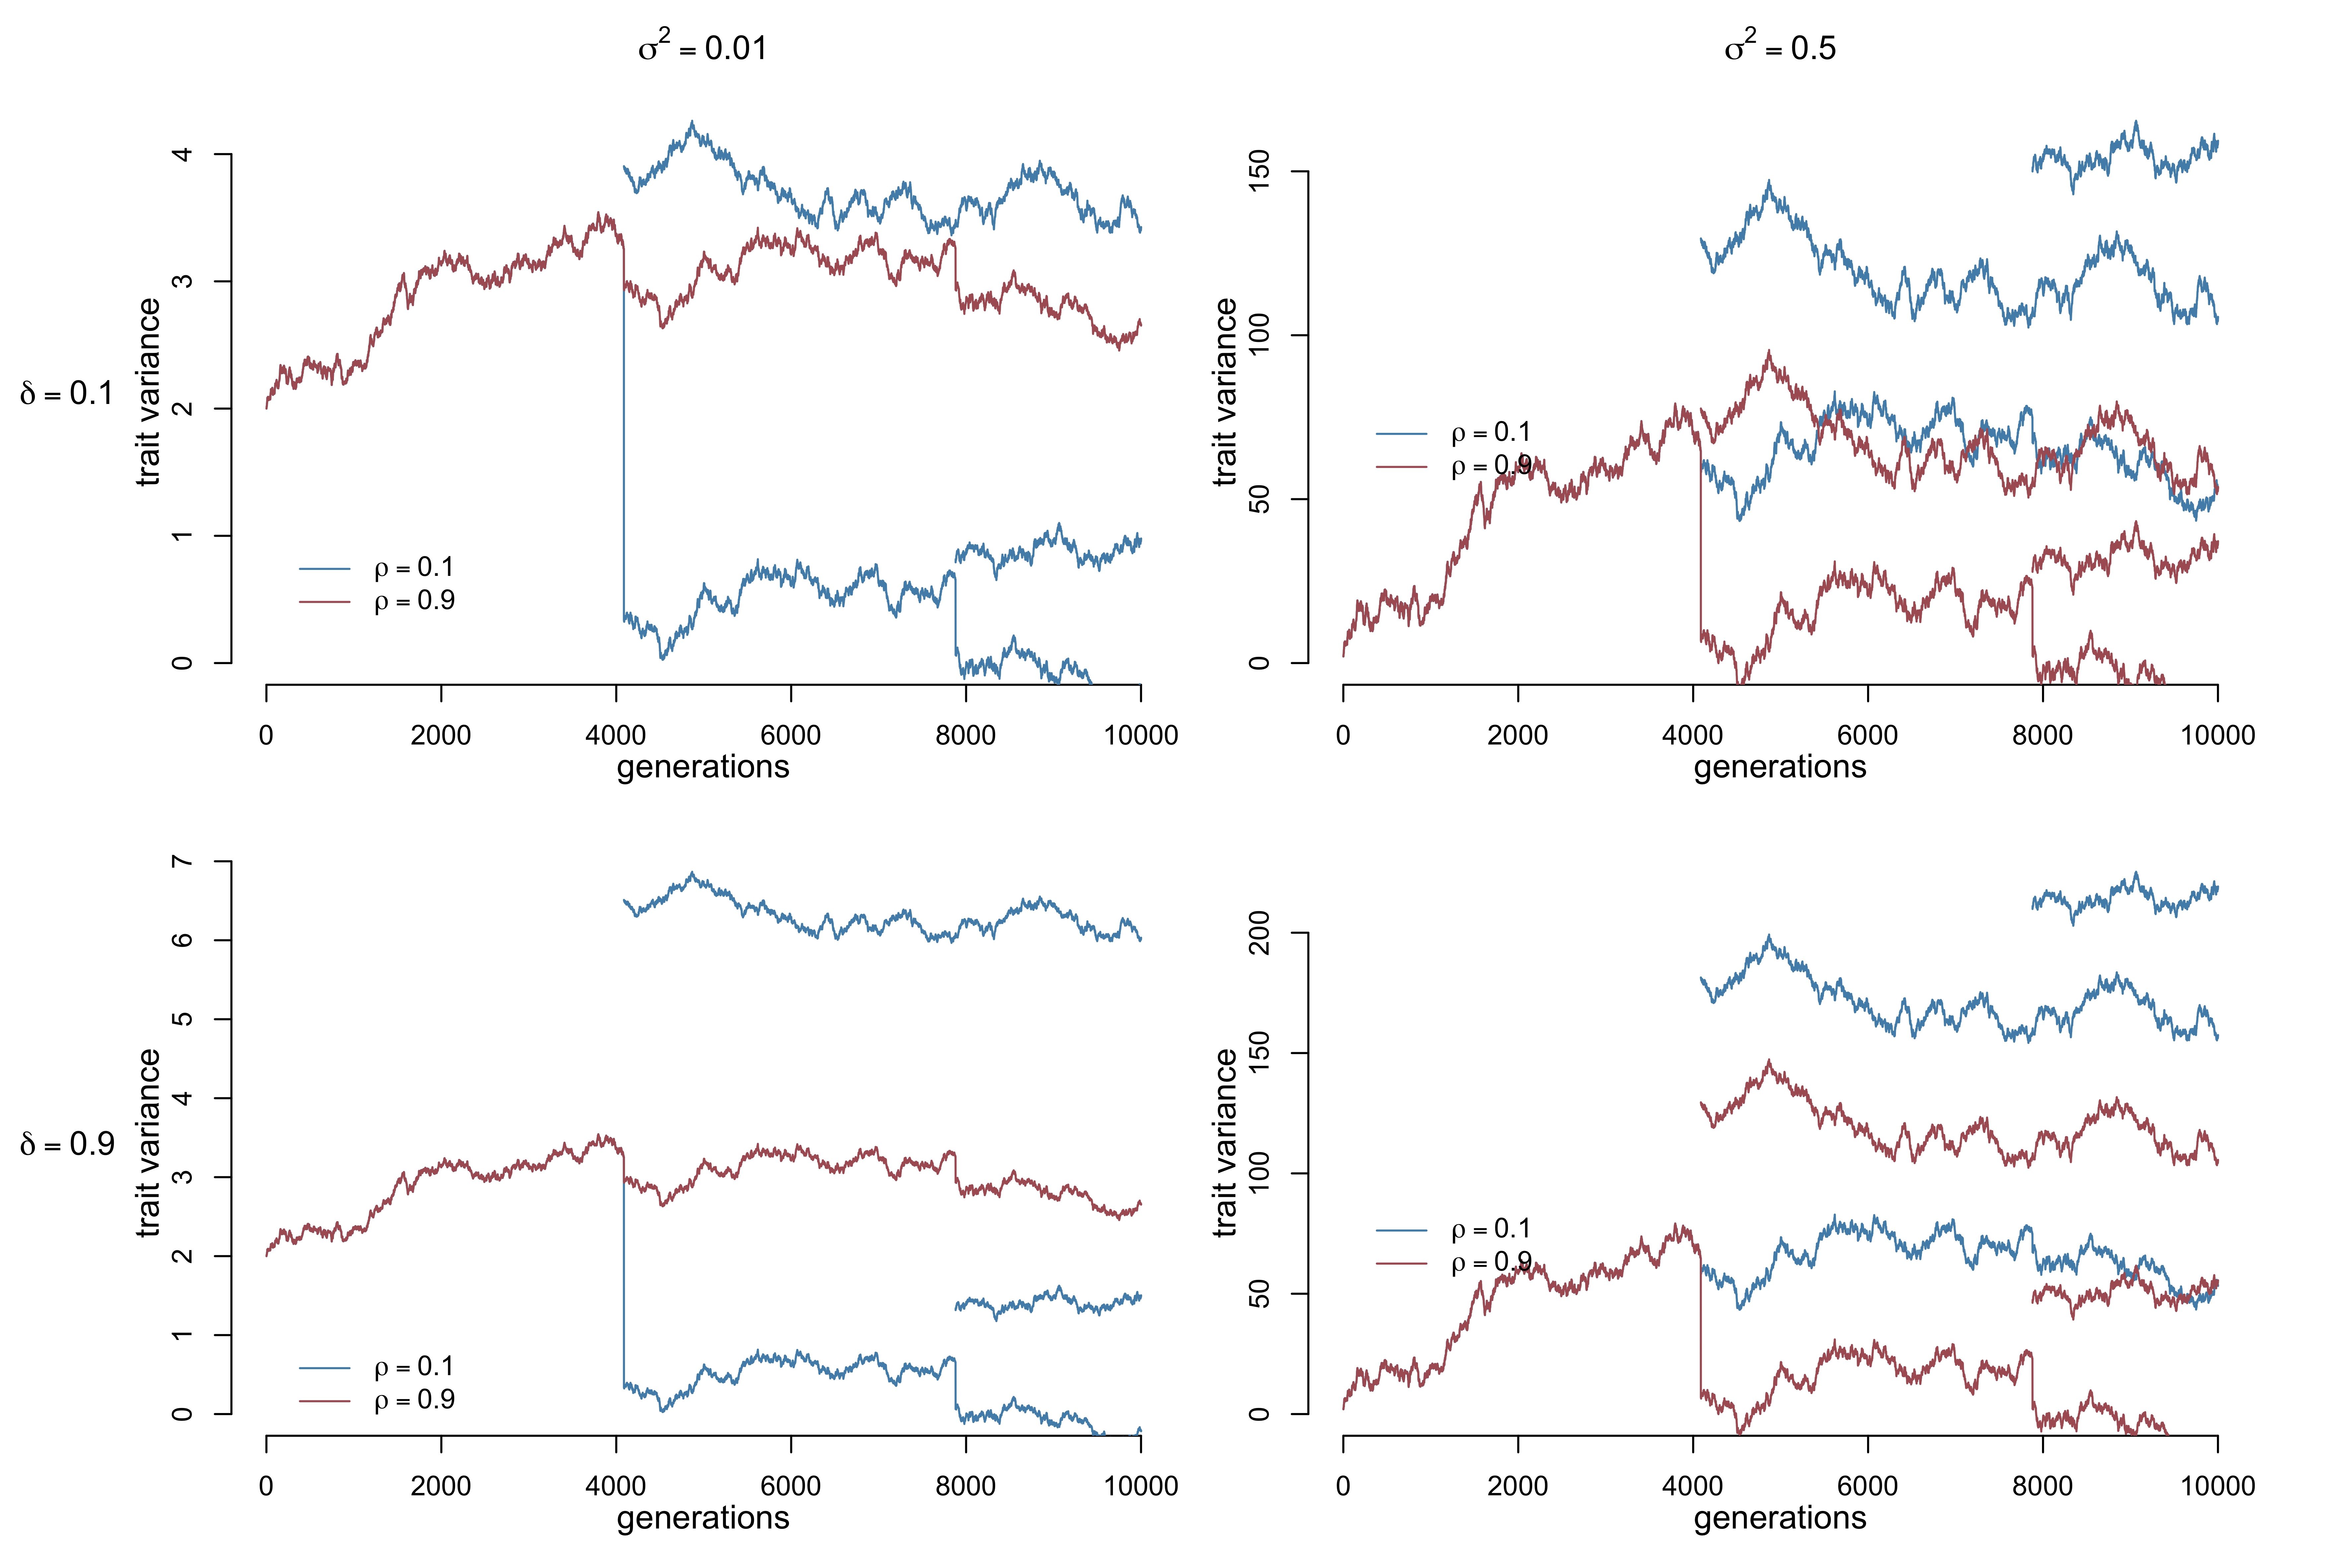 σ² = 0.01
σ² = 0.5
δ = 0.1
trait variance
0 1 2 3 4
ρ = 0.1
ρ = 0.9
0 2000 4000 6000 8000 10000
generations
trait variance
0 50 100 150
ρ = 0.1
ρ = 0.9
0 2000 4000 6000 8000 10000
generations
δ = 0.9
trait variance
0 1 2 3 4 5 6 7
ρ = 0.1
ρ = 0.9
0 2000 4000 6000 8000 10000
generations
trait variance
0 50 100 150 200
ρ = 0.1
ρ = 0.9
0 2000 4000 6000 8000 10000
generations